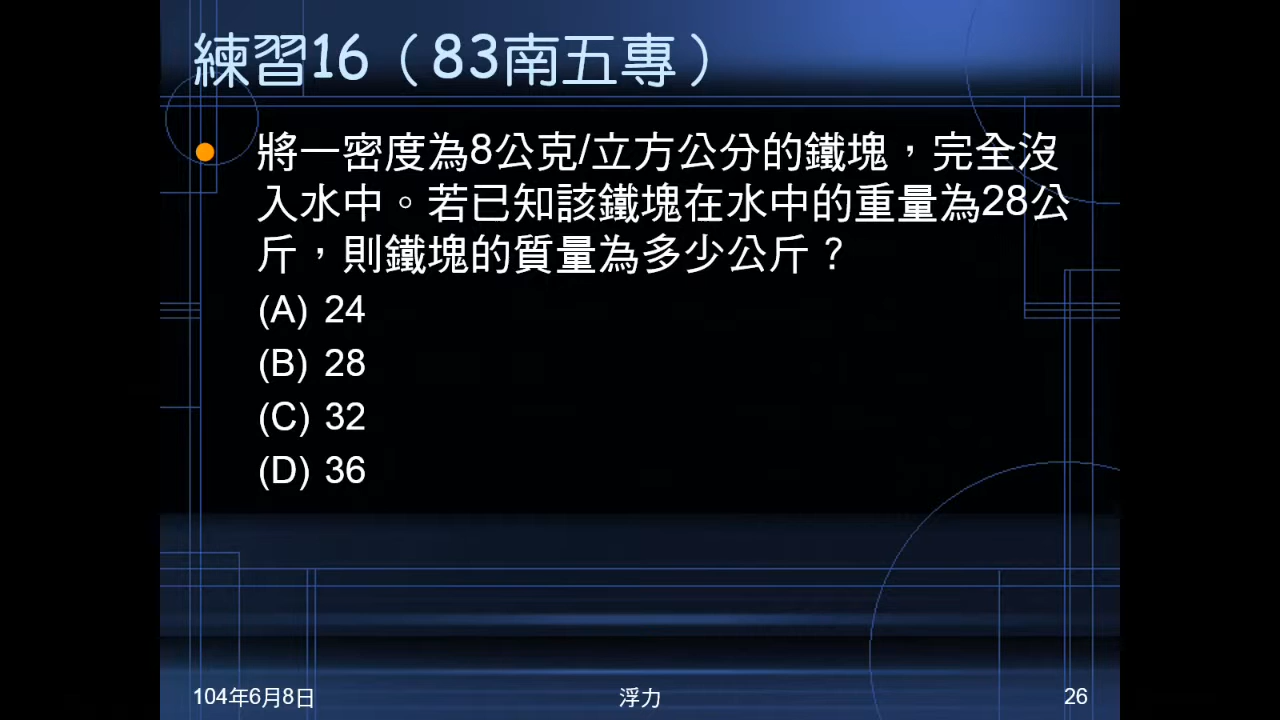 練習16（83南五專）
將一密度為8公克/立方公分的鐵塊，完全沒
入水中。若已知該鐵塊在水中的重量為28公
斤，則鐵塊的質量為多少公斤？
(A) 24
(B) 28
(C) 32
(D) 36
104年6月8日
浮力
26